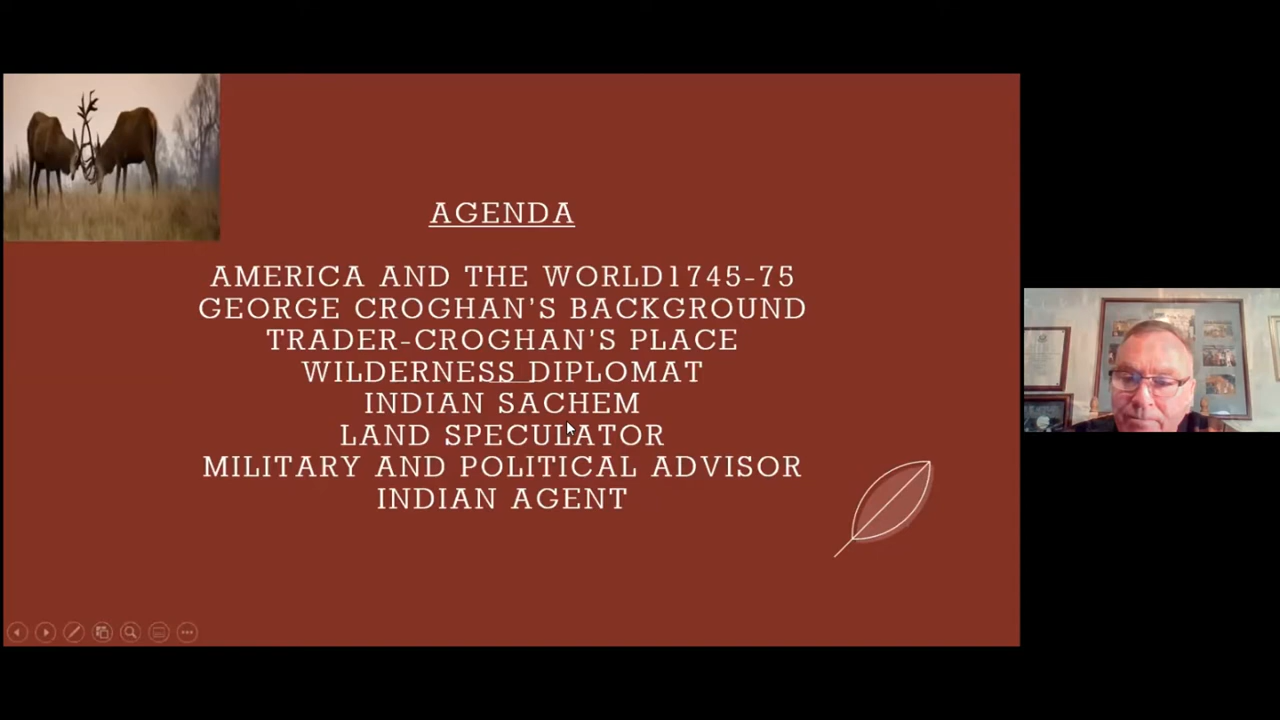 AGENDA
AMERICA AND THE WORLD1745-75
GEORGE CROGHAN'S BACKGROUND
TRADER-CROGHAN'S PLACE
WILDERNESS DIPLOMAT
INDIAN SACHEM
LAND SPECULATOR
MILITARY AND POLITICAL ADVISOR
INDIAN AGENT